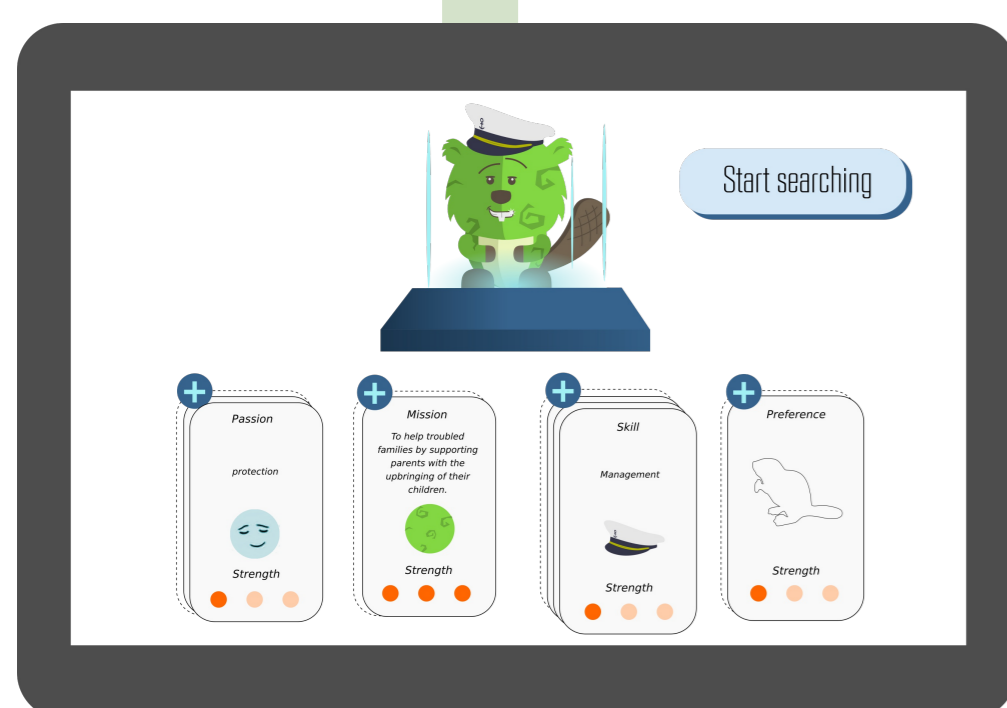 Start searching
Passion
protection
Strength
Mission
To help troubled
families by supporting
parents with the
upbringing of their
children.
Strength
Skill
Management
Strength
Preference
Strength